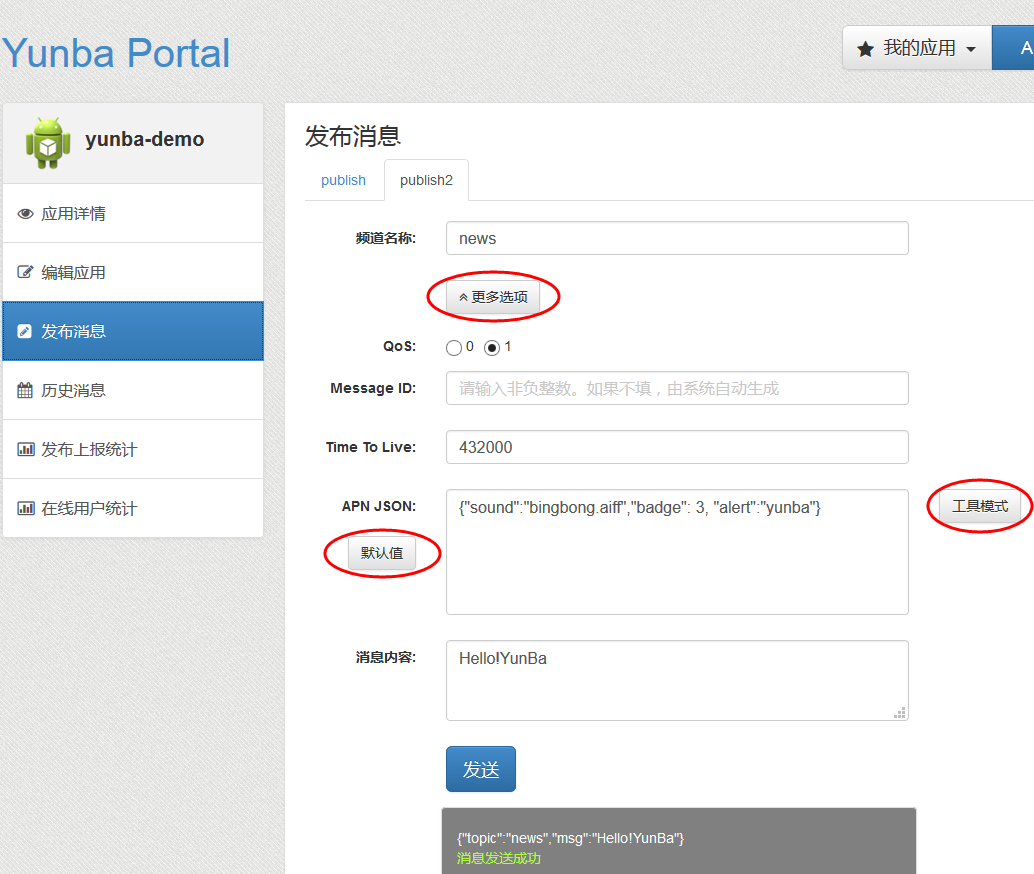 Yunba Portal
我的应用
A
yunba-demo
应用详情
编辑应用
发布消息
历史消息
发布上报统计
在线用户统计
发布消息
publish publish2
频道名称: news
更多选项
QoS: 0 1
Message ID: 请输入非负整数。如果不填，由系统自动生成
Time To Live: 432000
APN JSON: {"sound":"bingbong.aiff","badge": 3, "alert":"yunba"}
工具模式
默认值
消息内容: Hello!YunBa
发送
{"topic":"news","msg":"Hello!YunBa"}
消息发送成功